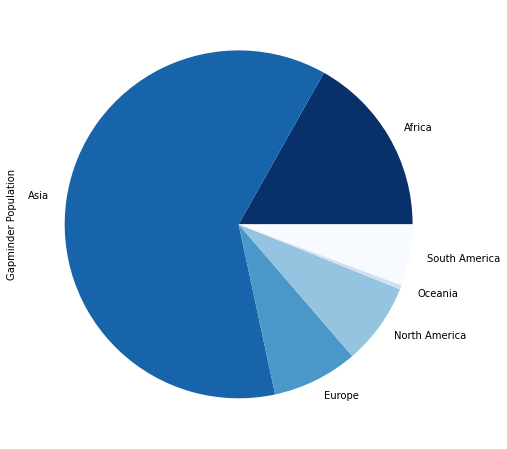 Africa
Asia
Gapminder Population
South America
Oceania
North America
Europe